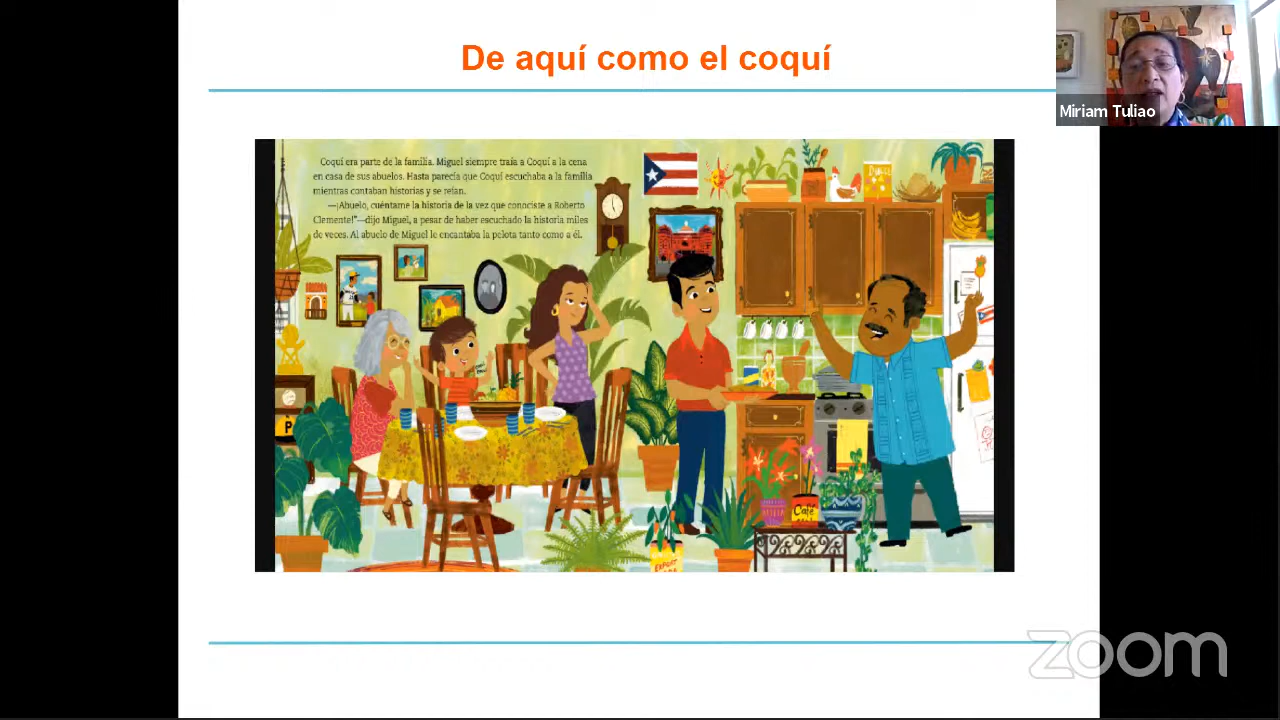 De aquí como el coquí
Miriam Tuliao
Coquí era parte de la familia. Miguel siempre traía a Coquí a la cena
en casa de sus abuelos. Hasta parecía que Coquí escuchaba a la familia
mientras contaban historias y se reían.
—¡Abuelo, cuéntame la historia de la vez que conociste a Roberto
Clemente!"—dijo Miguel, a pesar de haber escuchado la historia miles
de veces. Al abuelo de Miguel le encantaba la pelota tanto como a él.
P
Café
zoom